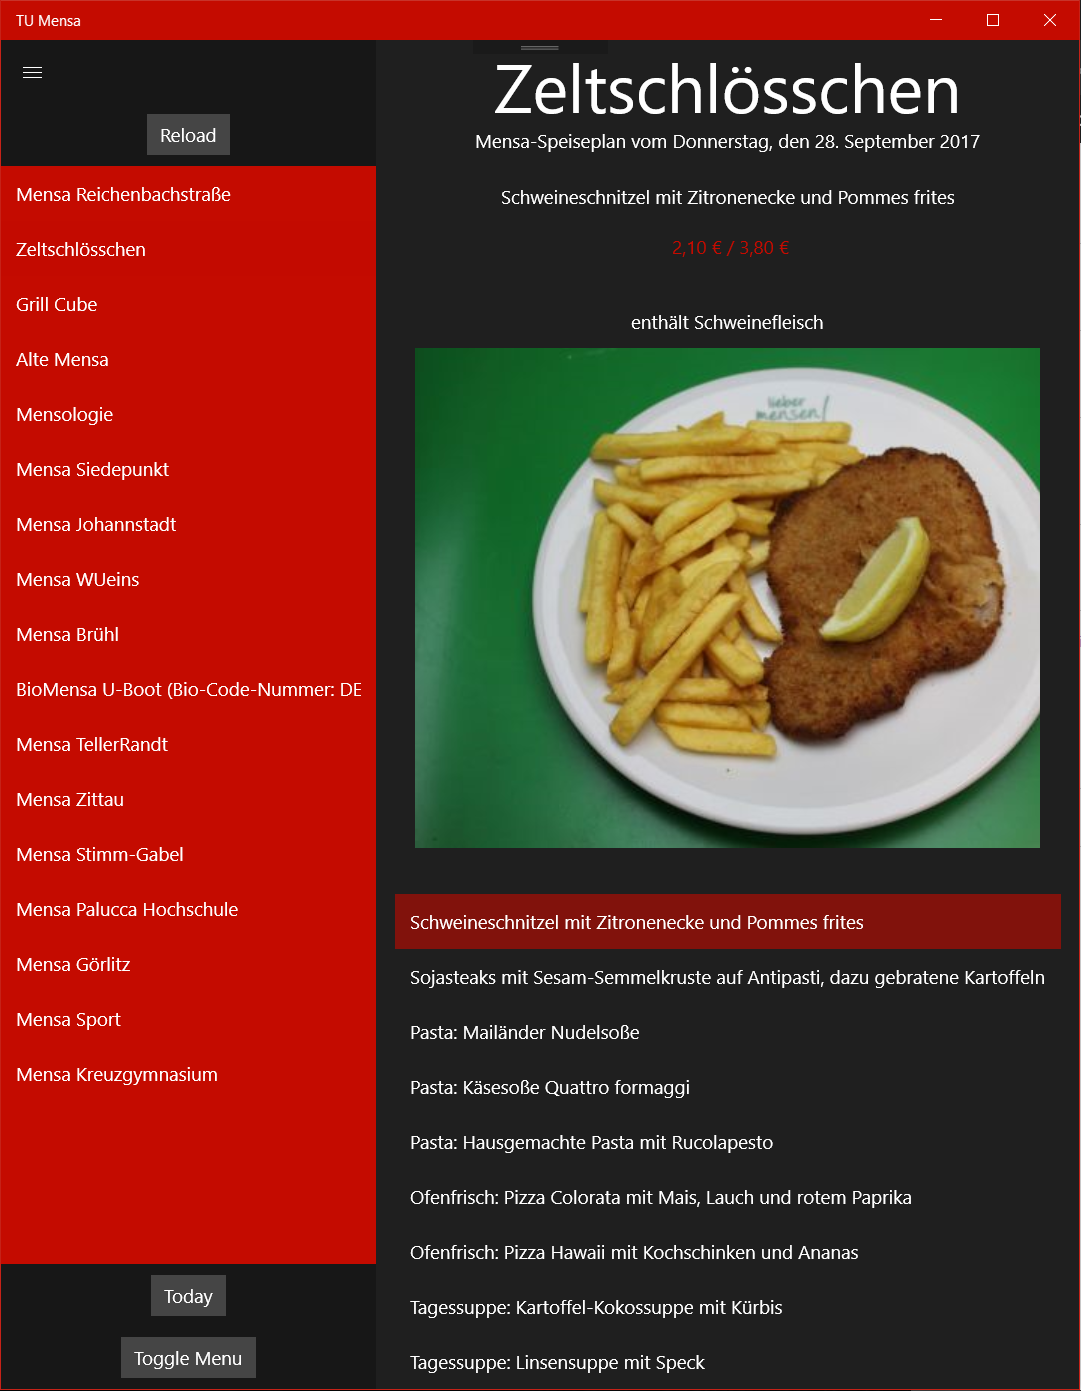 TU Mensa
Reload
Mensa Reichenbachstraße
Zeltschlösschen
Grill Cube
Alte Mensa
Mensologie
Mensa Siedepunkt
Mensa Johannstadt
Mensa WUeins
Mensa Brühl
BioMensa U-Boot (Bio-Code-Nummer: DE
Mensa TellerRandt
Mensa Zittau
Mensa Stimm-Gabel
Mensa Palucca Hochschule
Mensa Görlitz
Mensa Sport
Mensa Kreuzgymnasium
Today
Toggle Menu
Zeltschlösschen
Mensa-Speiseplan vom Donnerstag, den 28. September 2017
Schweineschnitzel mit Zitronenecke und Pommes frites
2,10 € / 3,80 €
enthält Schweinefleisch
lieber
mensen!
Schweineschnitzel mit Zitronenecke und Pommes frites
Sojasteaks mit Sesam-Semmelkruste auf Antipasti, dazu gebratene Kartoffeln
Pasta: Mailänder Nudelsoße
Pasta: Käsesoße Quattro formaggi
Pasta: Hausgemachte Pasta mit Rucolapesto
Ofenfrisch: Pizza Colorata mit Mais, Lauch und rotem Paprika
Ofenfrisch: Pizza Hawaii mit Kochschinken und Ananas
Tagessuppe: Kartoffel-Kokossuppe mit Kürbis
Tagessuppe: Linsensuppe mit Speck